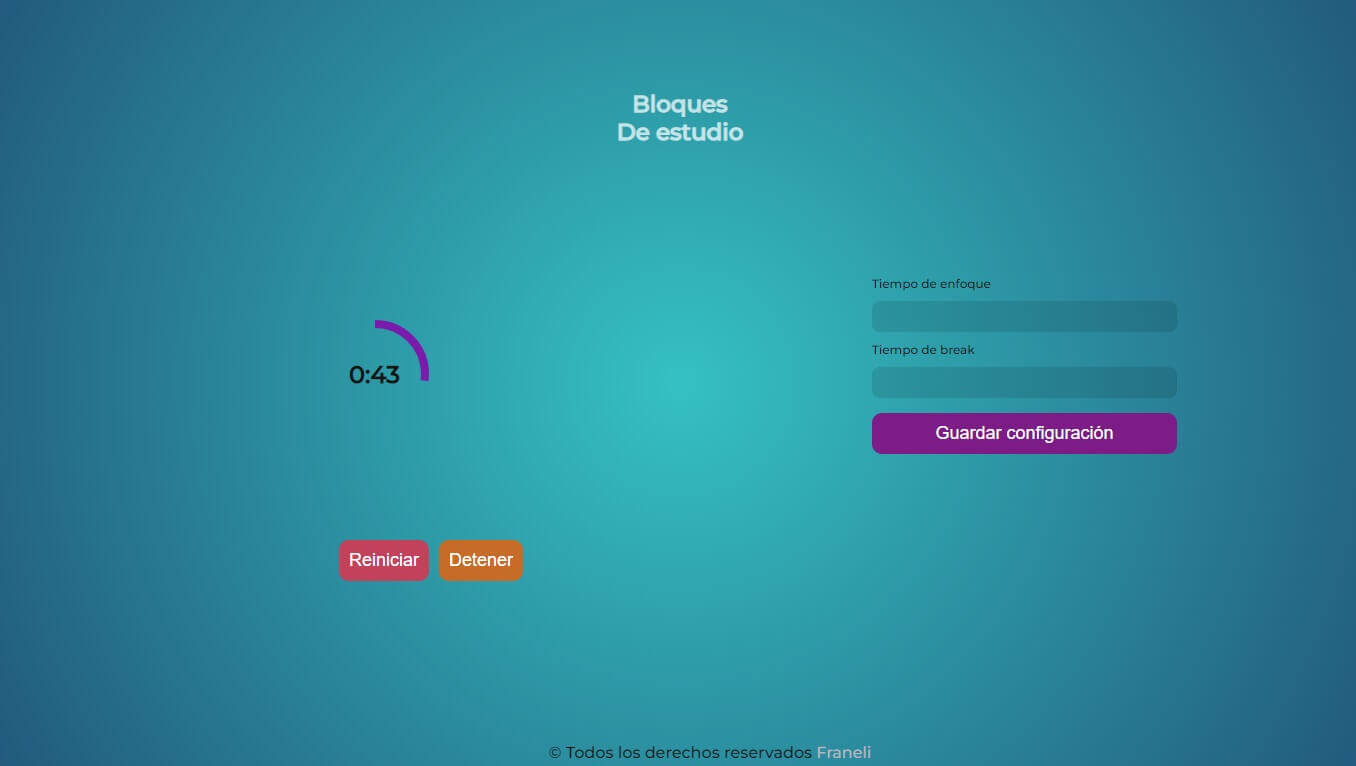 Bloques
De estudio
0:43
Reiniciar
Detener
Tiempo de enfoque
Tiempo de break
Guardar configuración
© Todos los derechos reservados Franeli